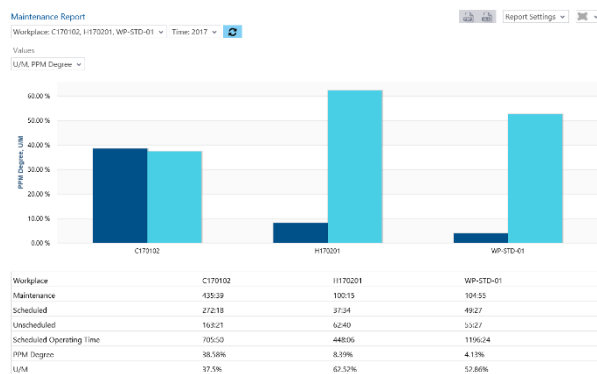 Maintenance Report
Report Settings
Workplace: C170102, H170201, WP-STD-01 Time: 2017
Values
U/M, PPM Degree
60.00 %
50.00 %
40.00 %
30.00 %
20.00 %
10.00 %
0.00 %
PPM Degree, U/M
C170102 H170201 WP-STD-01
Workplace C170102 H170201 WP-STD-01
Maintenance 435:39 100:15 104:55
Scheduled 272:18 37:34 49:27
Unscheduled 163:21 62:40 55:27
Scheduled Operating Time 705:50 448:06 1196:24
PPM Degree 38.58% 8.39% 4.13%
U/M 37.5% 62.52% 52.86%